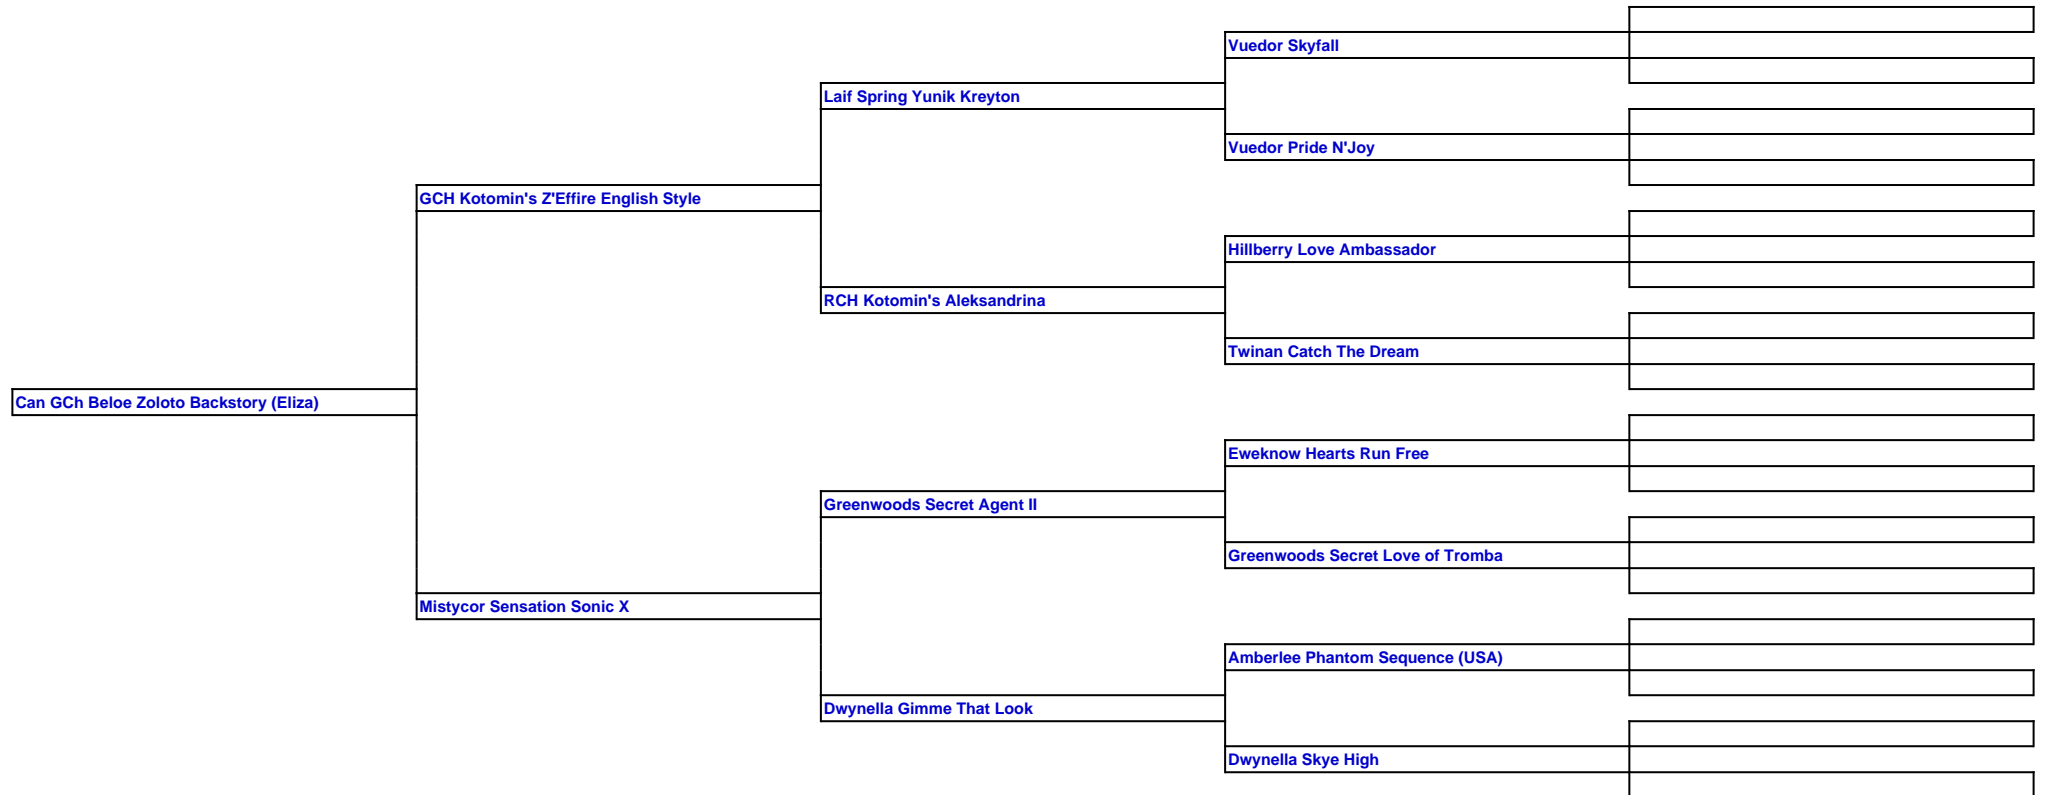 Vuedor Skyfall
Laif Spring Yunik Kreyton
Vuedor Pride N'Joy
GCH Kotomin's Z'Effire English Style
Hillberry Love Ambassador
RCH Kotomin's Aleksandrina
Twinan Catch The Dream
Can GCh Beloe Zoloto Backstory (Eliza)
Eweknow Hearts Run Free
Greenwoods Secret Agent II
Greenwoods Secret Love of Tromba
Mistycor Sensation Sonic X
Amberlee Phantom Sequence (USA)
Dwynella Gimme That Look
Dwynella Skye High